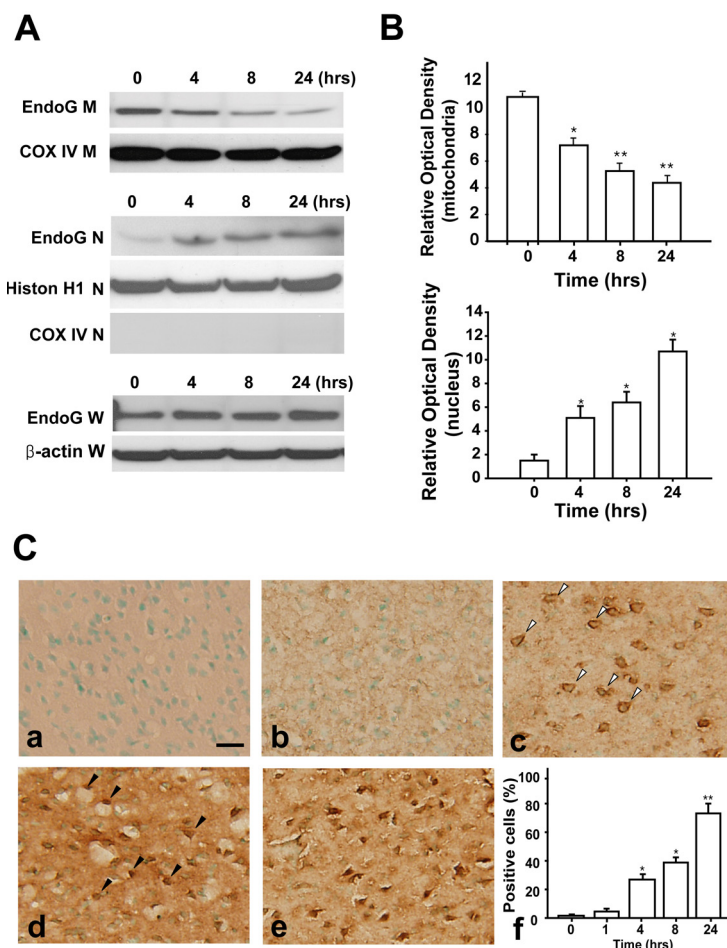 A
0 4 8 24 (hrs)
EndoG M
COX IV M
0 4 8 24 (hrs)
EndoG N
Histon H1 N
COX IV N
0 4 8 24 (hrs)
EndoG W
β-actin W
B
Relative Optical Density
(mitochondria)
12
10
8
6
4
2
0
* ** **
0 4 8 24
Time (hrs)
Relative Optical Density
(nucleus)
14
12
10
8
6
4
2
0
* * *
0 4 8 24
Time (hrs)
C
a
b
c
d
e
f
Positive cells (%)
100
80
60
40
20
0
* * **
0 1 4 8 24
Time (hrs)